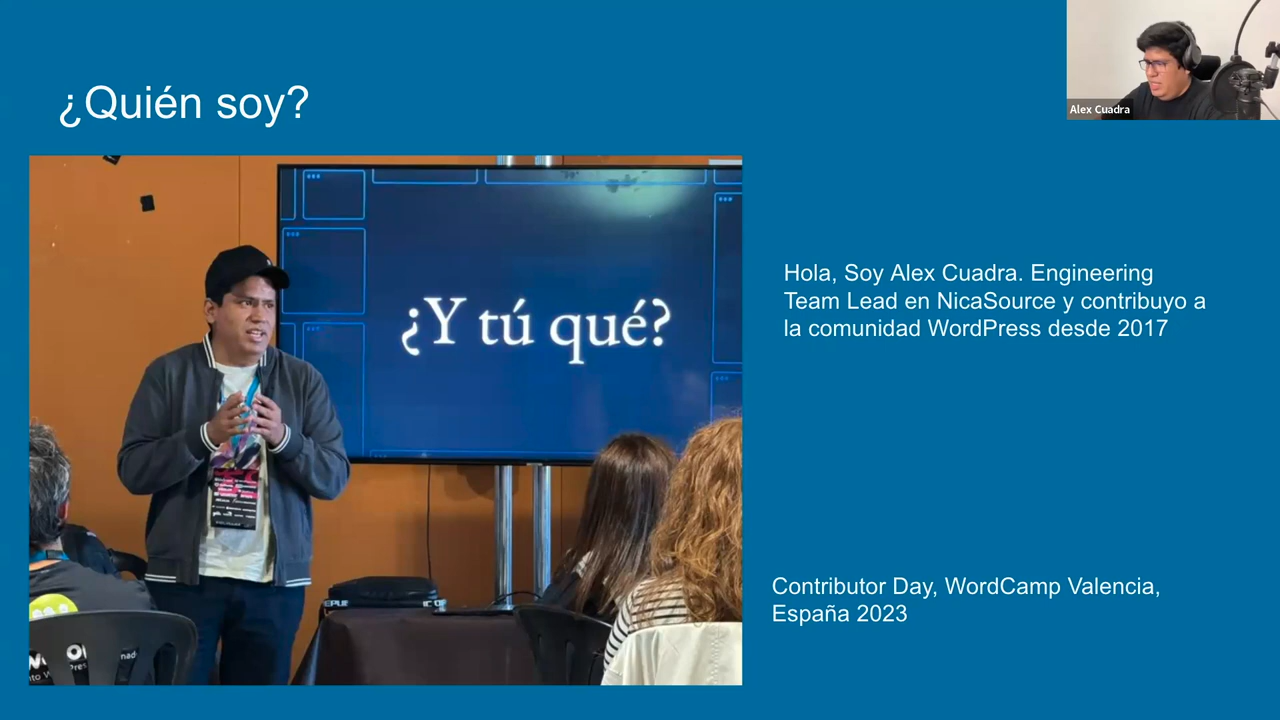 ¿Quién soy?
Alex Cuadra
¿Y tú qué?
Hola, Soy Alex Cuadra. Engineering
Team Lead en NicaSource y contribuyo a
la comunidad WordPress desde 2017
Contributor Day, WordCamp Valencia,
España 2023